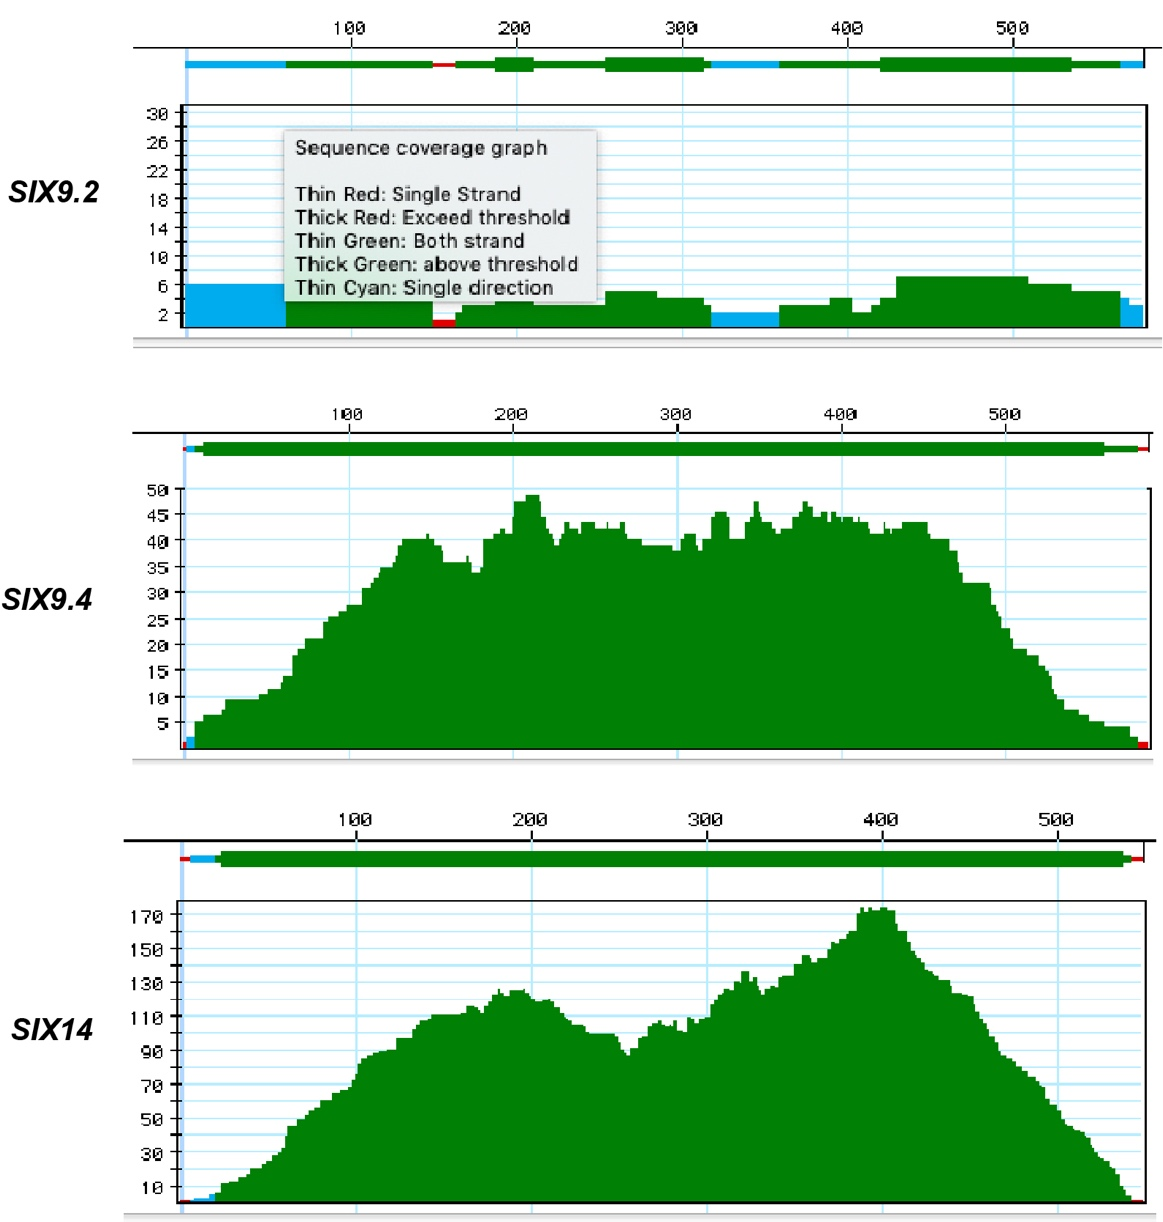 100 200 300 400 500
30
26
22
18
14
10
6
2
SIX9.2
Sequence coverage graph
Thin Red: Single Strand
Thick Red: Exceed threshold
Thin Green: Both strand
Thick Green: above threshold
Thin Cyan: Single direction
100 200 300 400 500
50
45
40
35
30
25
20
15
10
5
SIX9.4
100 200 300 400 500
170
150
130
110
90
70
50
30
10
SIX14